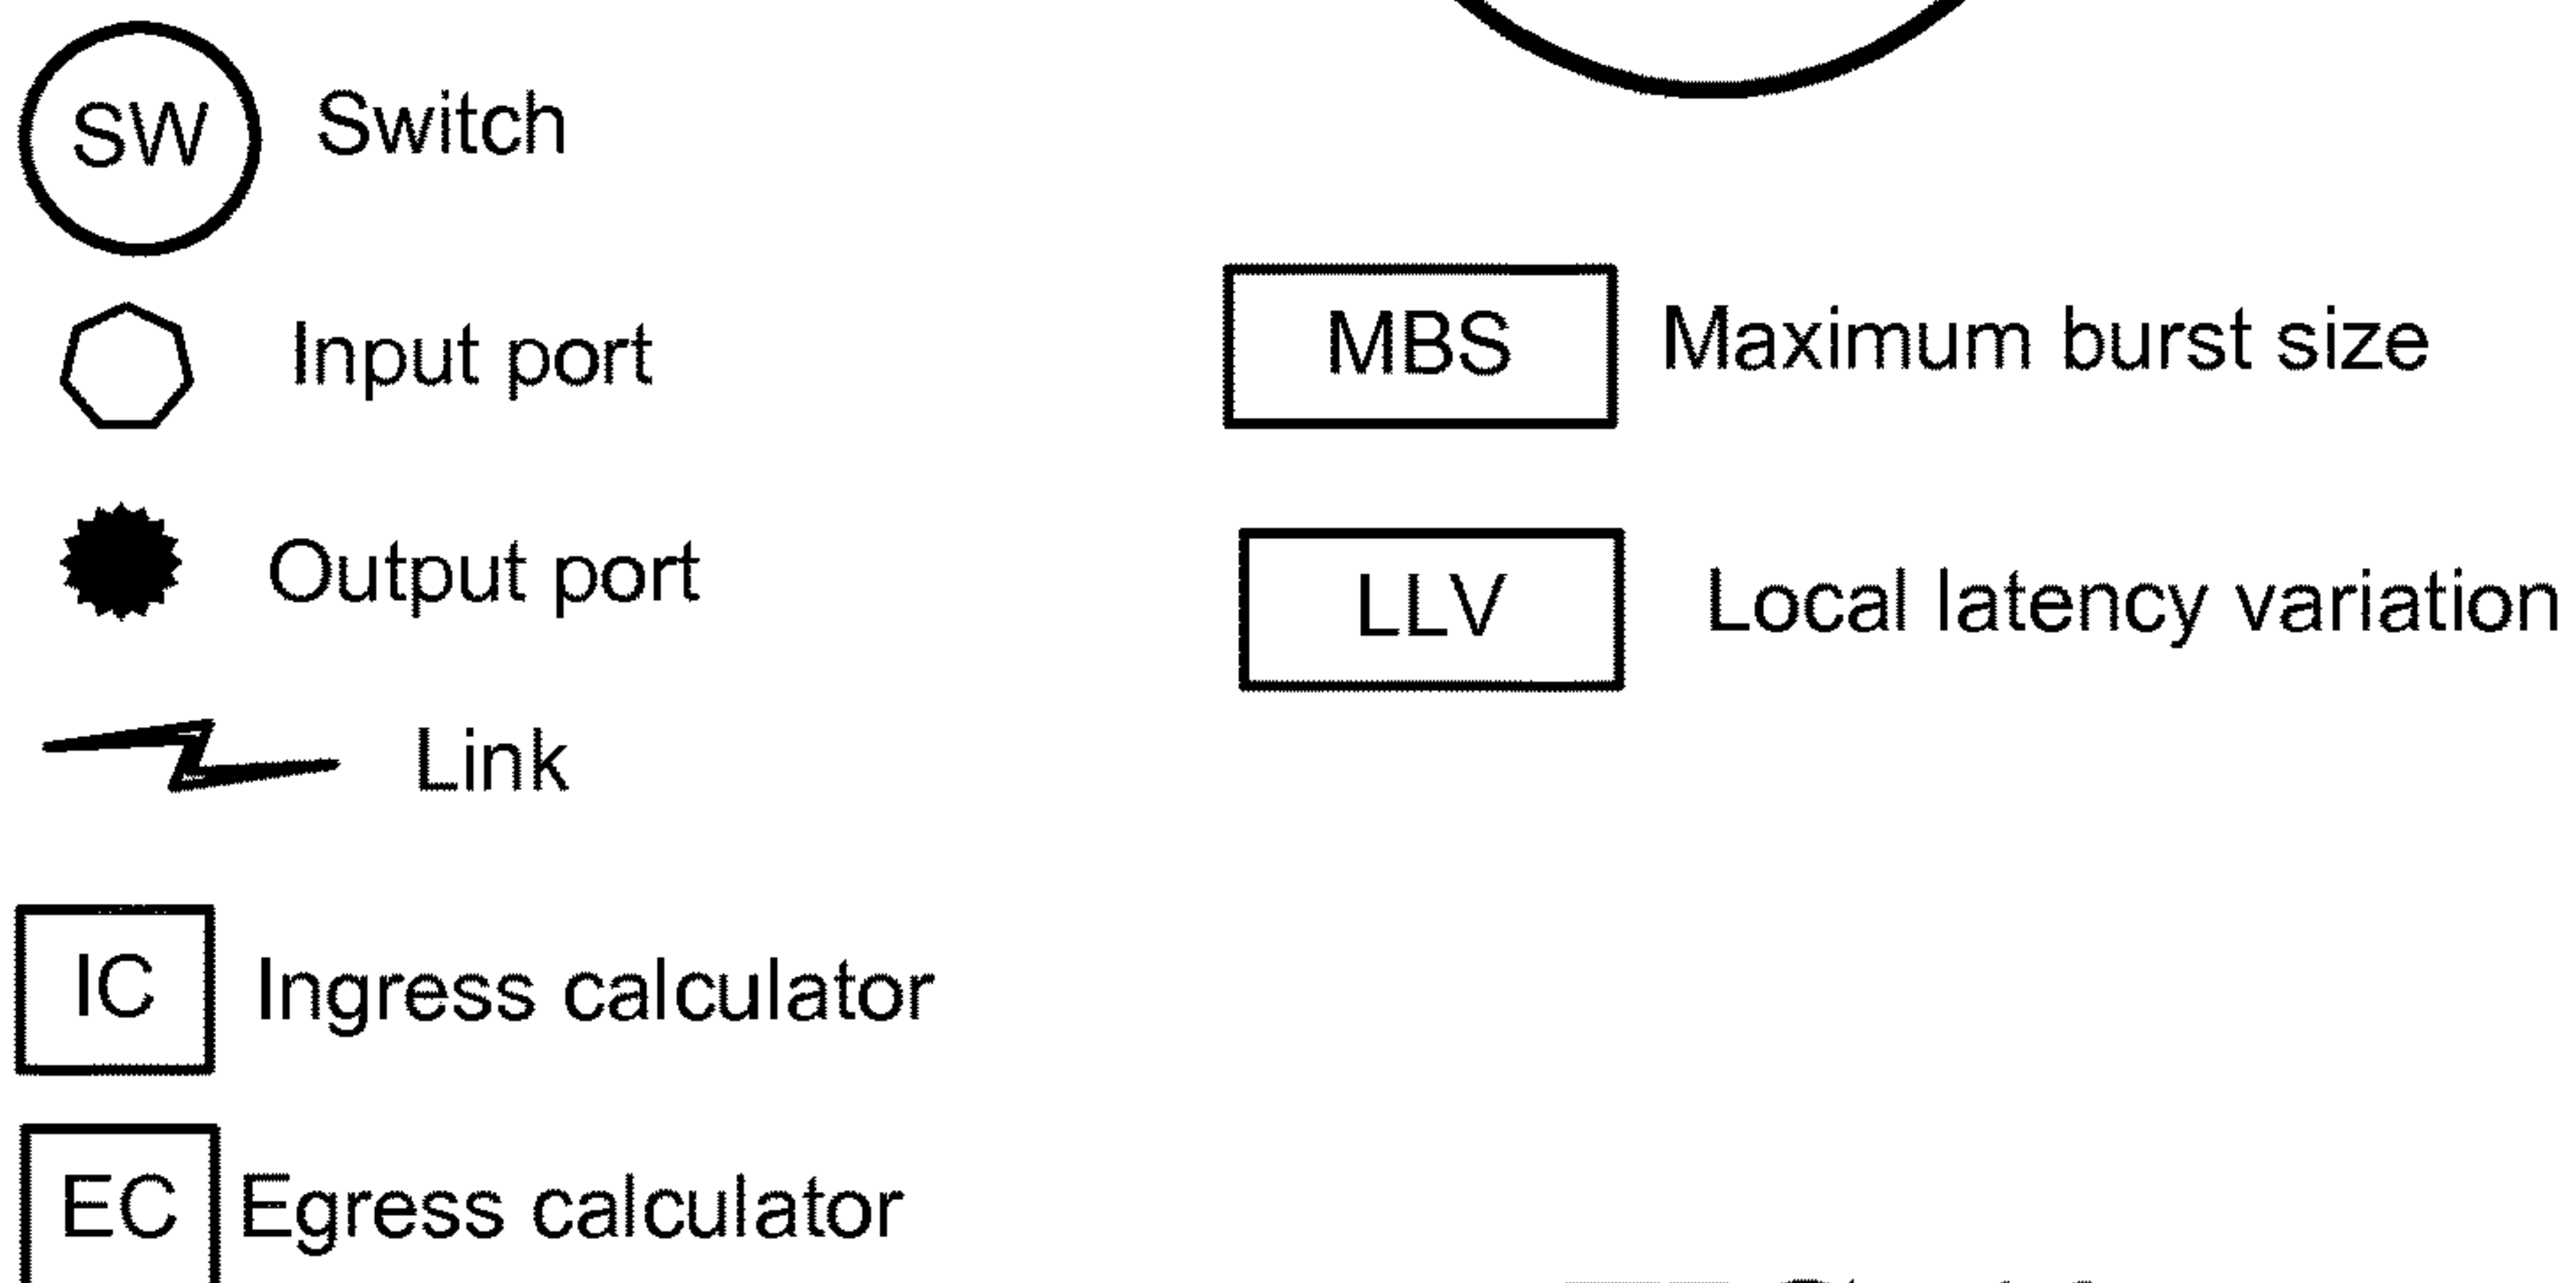 SW Switch
Input port
Output port
Link
IC Ingress calculator
EC Egress calculator
MBS Maximum burst size
LLV Local latency variation